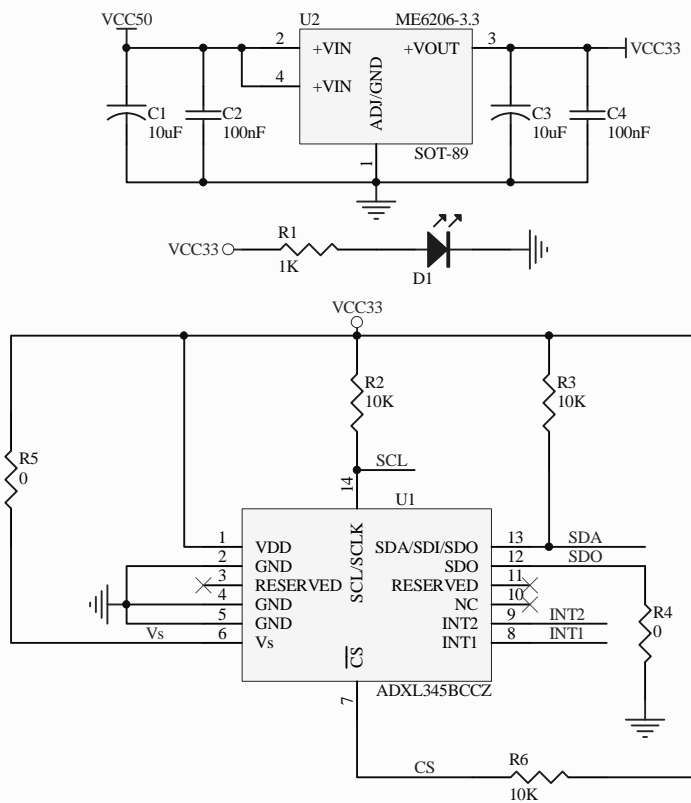 VCC50
U2
ME6206-3.3
2
+VIN
+VOUT
3
VCC33
4
+VIN
ADJ/GND
C1
10uF
C2
100nF
C3
10uF
C4
100nF
1
SOT-89
R1
VCC33
1K
D1
VCC33
R2
10K
R3
10K
R5
0
SCL
14
U1
1
VDD
SCL/SCLK
SDA/SDI/SDO
13
SDA
2
GND
SDO
12
SDO
3
RESERVED
RESERVED
11
4
GND
NC
10
5
GND
INT2
9
INT2
Vs
6
Vs
INT1
8
INT1
R4
0
CS
7
ADXL345BCCZ
CS
R6
10K